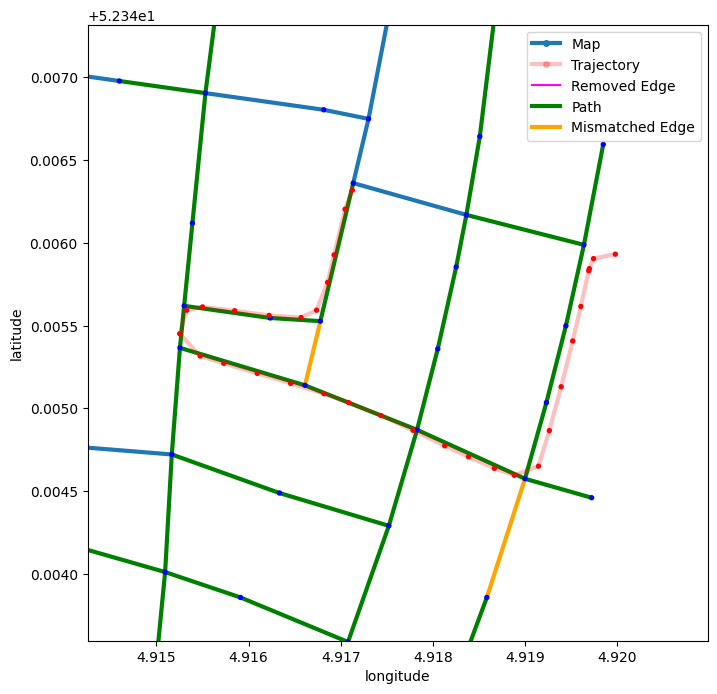 +5.234e1
Map
Trajectory
Removed Edge
Path
Mismatched Edge
0.0070
0.0065
0.0060
0.0055
0.0050
0.0045
0.0040
latitude
4.915 4.916 4.917 4.918 4.919 4.920
longitude